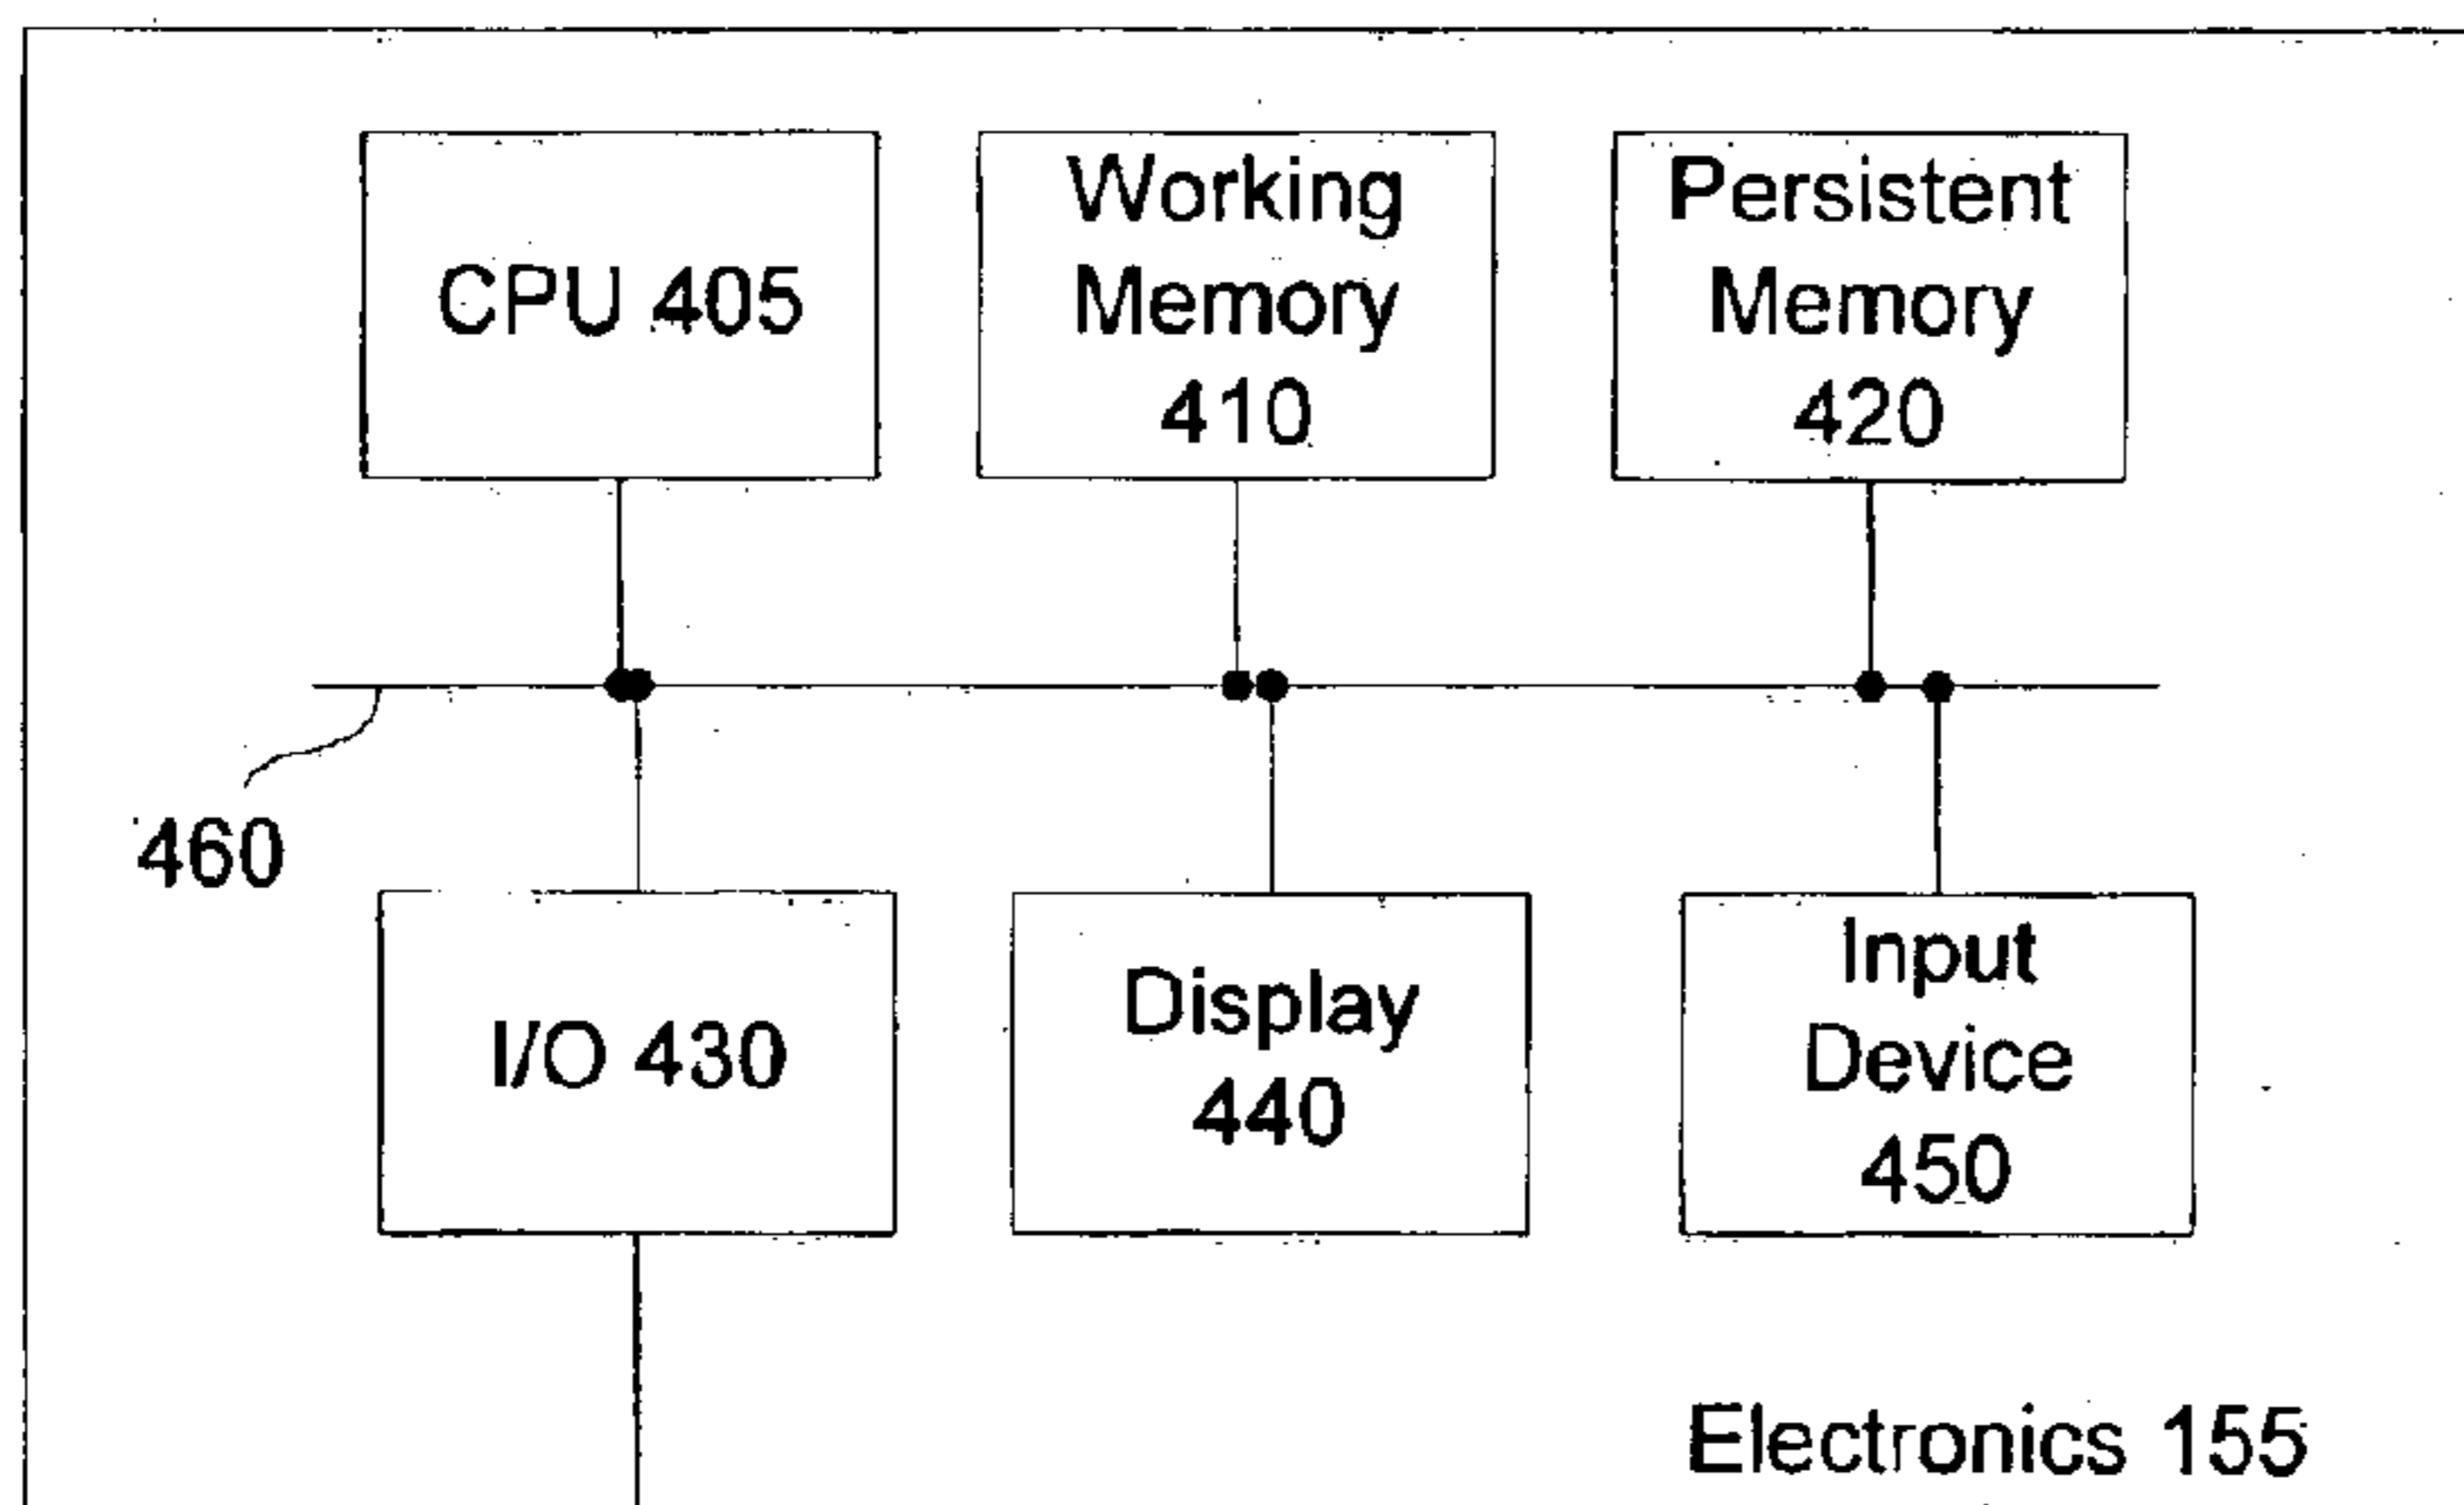 CPU 405
Working
Memory
410
Persistent
Memory
420
460
I/O 430
Display
440
Input
Device
450
Electronics 155